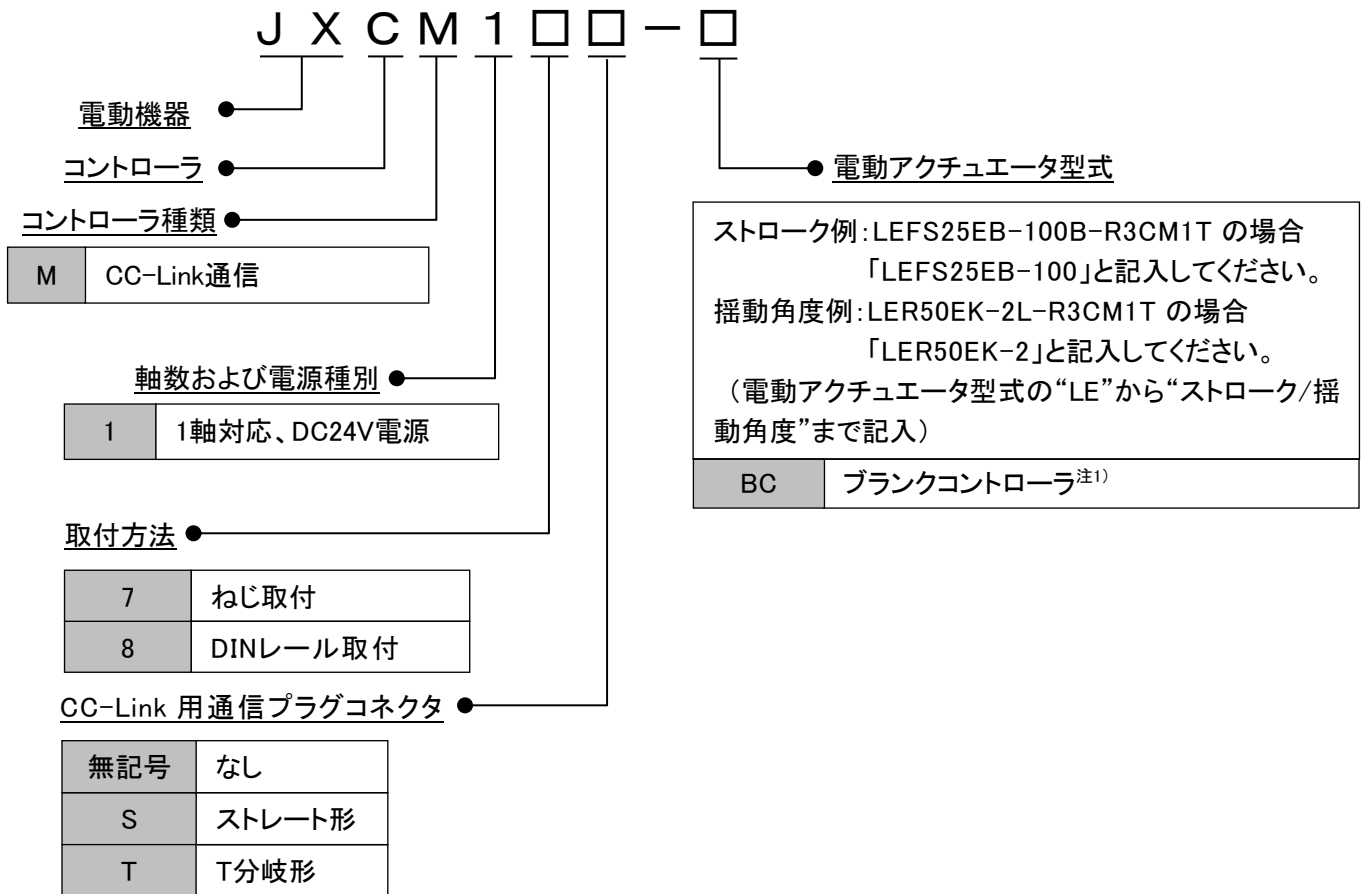 JXCM1□□-□
電動機器
コントローラ
コントローラ種類
M CC-Link通信
軸数および電源種別
1 1軸対応、DC24V電源
取付方法
7 ねじ取付
8 DINレール取付
CC-Link 用通信プラグコネクタ
無記号 なし
S ストレート形
T T分岐形
電動アクチュエータ型式
ストローク例:LEFS25EB-100B-R3CM1T の場合
「LEFS25EB-100」と記入してください。
揺動角度例:LER50EK-2L-R3CM1T の場合
「LER50EK-2」と記入してください。
（電動アクチュエータ型式の“LE”から“ストローク/揺
動角度”まで記入）
BC ブランクコントローラ注1)